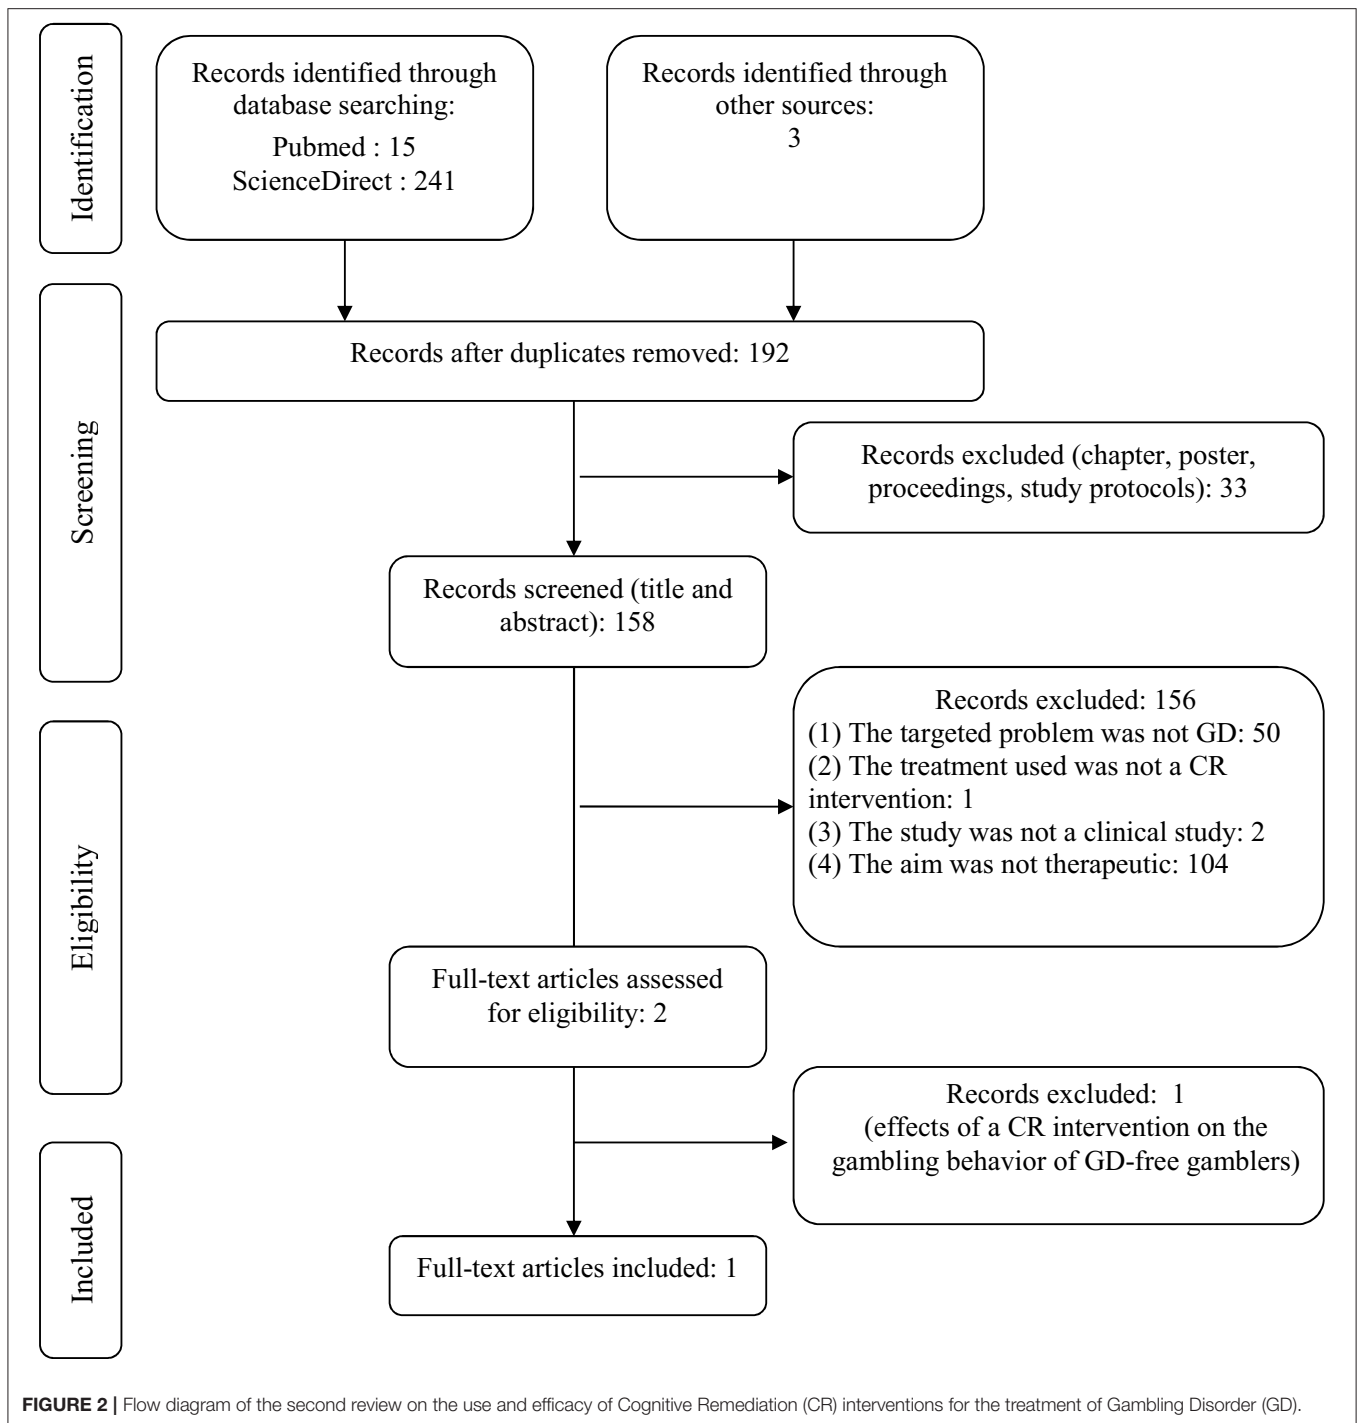 Identification
Records identified through
database searching:
Pubmed : 15
ScienceDirect : 241
Records identified through
other sources:
3
Screening
Records after duplicates removed: 192
Records excluded (chapter, poster,
proceedings, study protocols): 33
Records screened (title and
abstract): 158
Eligibility
Records excluded: 156
(1) The targeted problem was not GD: 50
(2) The treatment used was not a CR
intervention: 1
(3) The study was not a clinical study: 2
(4) The aim was not therapeutic: 104
Full-text articles assessed
for eligibility: 2
Records excluded: 1
(effects of a CR intervention on the
gambling behavior of GD-free gamblers)
Included
Full-text articles included: 1
FIGURE 2 | Flow diagram of the second review on the use and efficacy of Cognitive Remediation (CR) interventions for the treatment of Gambling Disorder (GD).